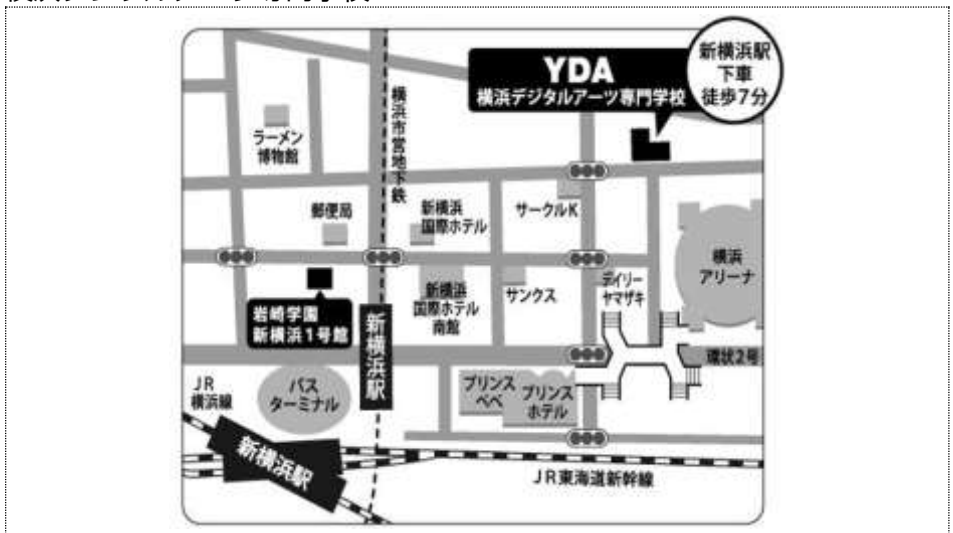 YDA
横浜デジタルアーツ専門学校
新横浜駅
下車
徒歩7分
横浜市営地下鉄
ラーメン
博物館
郵便局
新横浜
国際ホテル
サークルK
横浜
アリーナ
新横浜
国際ホテル
南館
サンクス
デイリー
ヤマザキ
岩崎学園
新横浜1号館
新横浜駅
環状2号
JR
横浜線
バス
ターミナル
プリンス
ペペ
プリンス
ホテル
新横浜駅
JR東海道新幹線